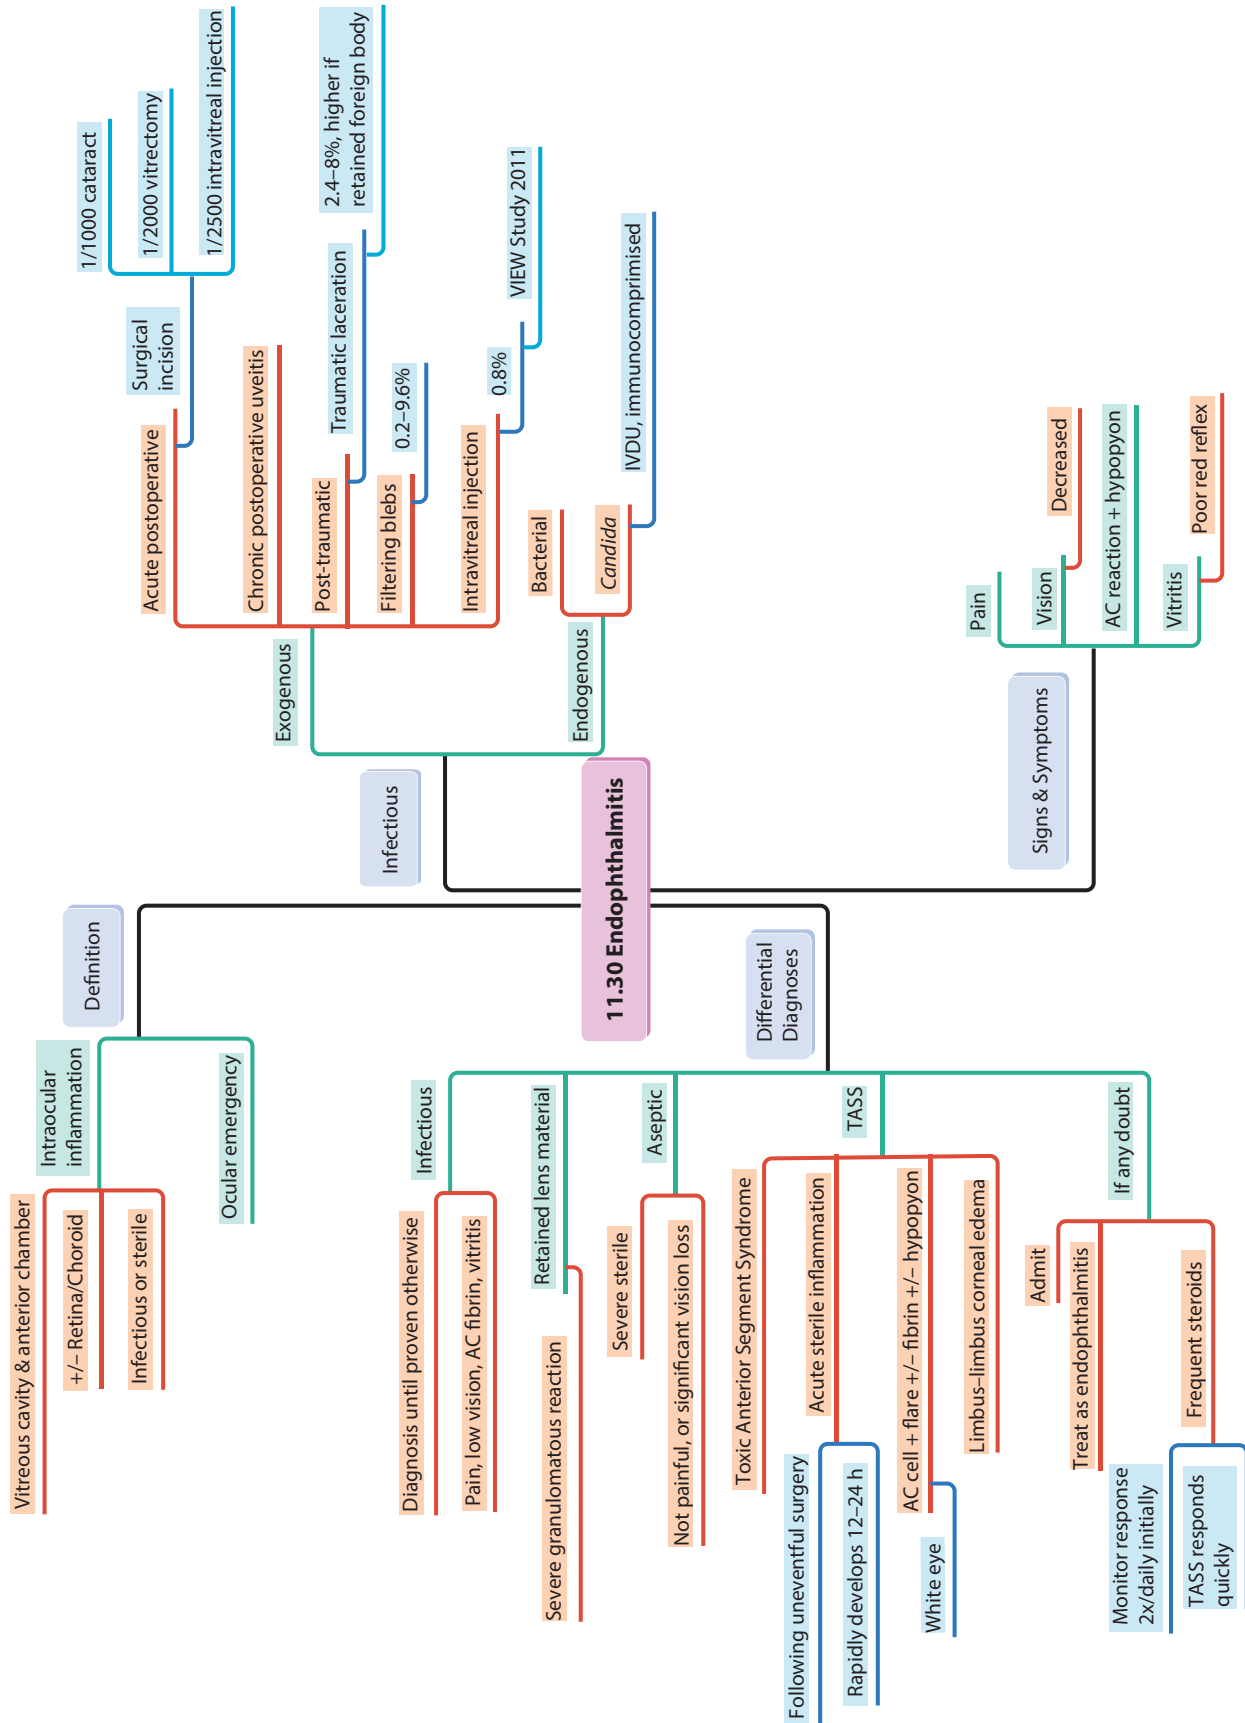 11.30 Endophthalmitis
Definition
Intraocular
inflammation
Vitreous cavity & anterior chamber
+/− Retina/Choroid
Infectious or sterile
Ocular emergency
Infectious
Exogenous
Acute postoperative
Surgical
incision
1/1000 cataract
1/2000 vitrectomy
1/2500 intravitreal injection
Chronic postoperative uveitis
Post-traumatic
Traumatic laceration
2.4–8%, higher if
retained foreign body
Filtering blebs
0.2–9.6%
Intravitreal injection
0.8%
VIEW Study 2011
Endogenous
Bacterial
Candida
IVDU, immunocomprimised
Differential
Diagnoses
Infectious
Diagnosis until proven otherwise
Pain, low vision, AC fibrin, vitritis
Retained lens material
Severe granulomatous reaction
Aseptic
Severe sterile
Not painful, or significant vision loss
TASS
Toxic Anterior Segment Syndrome
Acute sterile inflammation
Following uneventful surgery
Rapidly develops 12–24 h
AC cell + flare +/− fibrin +/− hypopyon
White eye
Limbus–limbus corneal edema
If any doubt
Admit
Treat as endophthalmitis
Frequent steroids
Monitor response
2x/daily initially
TASS responds
quickly
Signs & Symptoms
Pain
Vision
Decreased
AC reaction + hypopyon
Vitritis
Poor red reflex